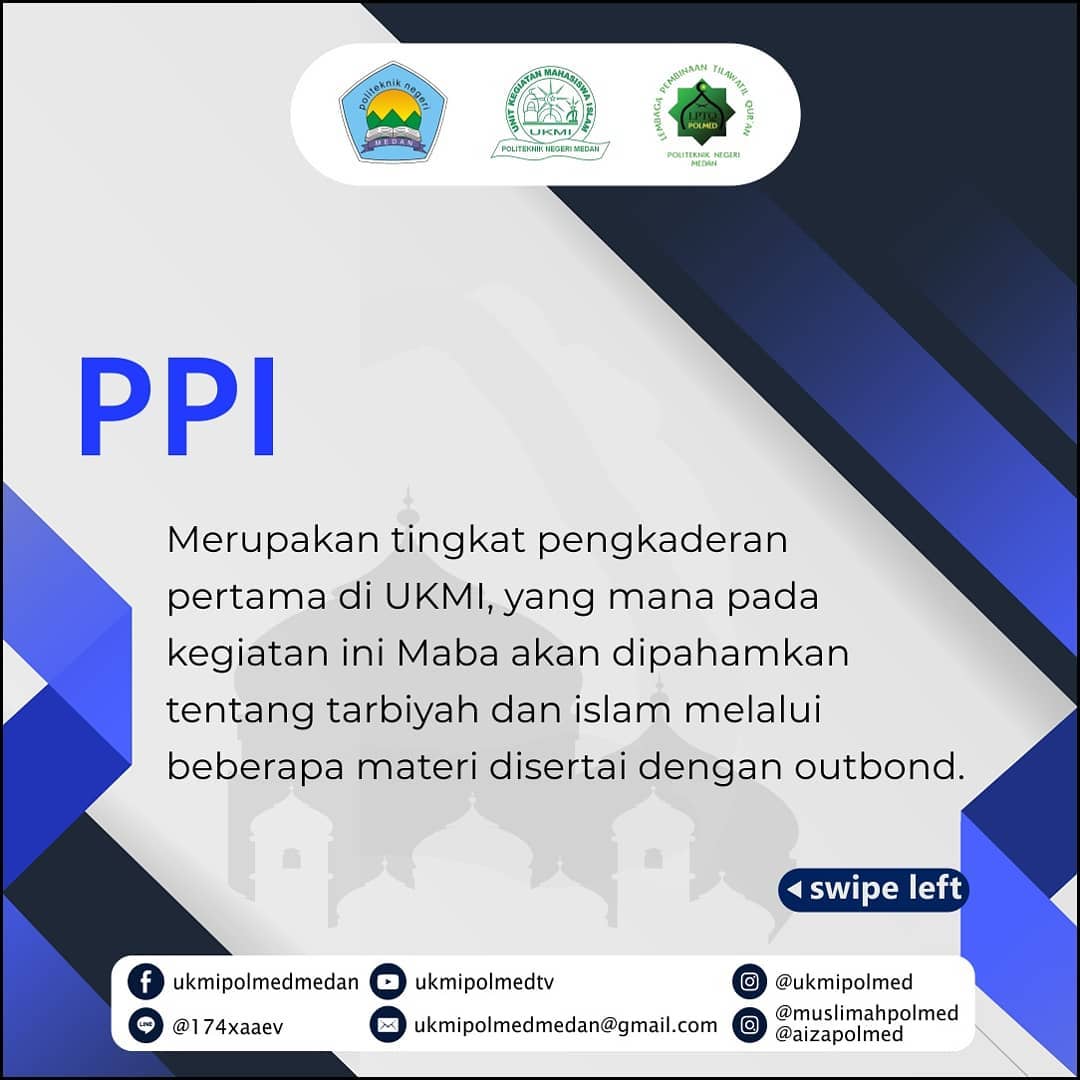 politeknik negeri
MEDAN
UNIT KEGIATAN MAHASISWA ISLAM
UKMI
POLITEKNIK NEGERI MEDAN
LEMBAGA PEMBINAAN TILAWATIL QUR'AN
LPTQ
POLMED
POLITEKNIK NEGERI
MEDAN
PPI
Merupakan tingkat pengkaderan
pertama di UKMI, yang mana pada
kegiatan ini Maba akan dipahamkan
tentang tarbiyah dan islam melalui
beberapa materi disertai dengan outbond.
swipe left
ukmipolmedmedan
ukmipolmedtv
@ukmipolmed
LINE
@174xaaev
ukmipolmedmedan@gmail.com
@muslimahpolmed
@aizapolmed